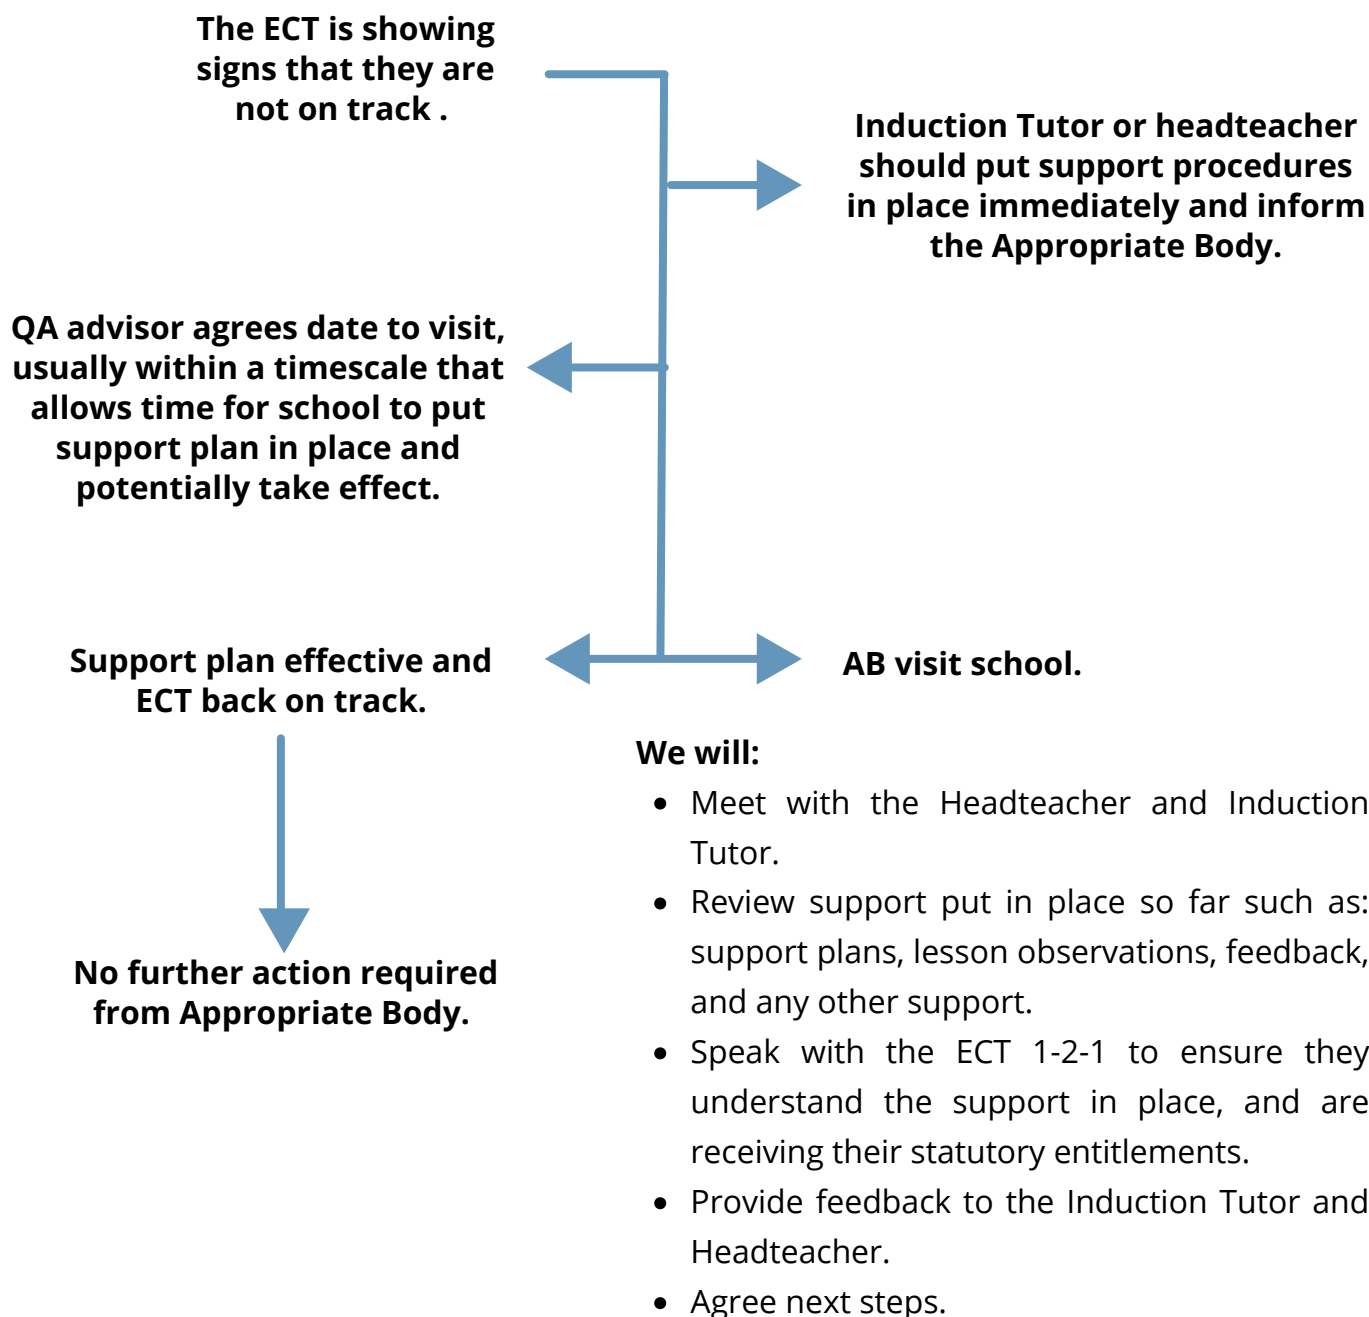 The ECT is showing
signs that they are
not on track .
Induction Tutor or headteacher
should put support procedures
in place immediately and inform
the Appropriate Body.
QA advisor agrees date to visit,
usually within a timescale that
allows time for school to put
support plan in place and
potentially take effect.
Support plan effective and
ECT back on track.
AB visit school.
No further action required
from Appropriate Body.
We will:
• Meet with the Headteacher and Induction
Tutor.
• Review support put in place so far such as:
support plans, lesson observations, feedback,
and any other support.
• Speak with the ECT 1-2-1 to ensure they
understand the support in place, and are
receiving their statutory entitlements.
• Provide feedback to the Induction Tutor and
Headteacher.
• Agree next steps.